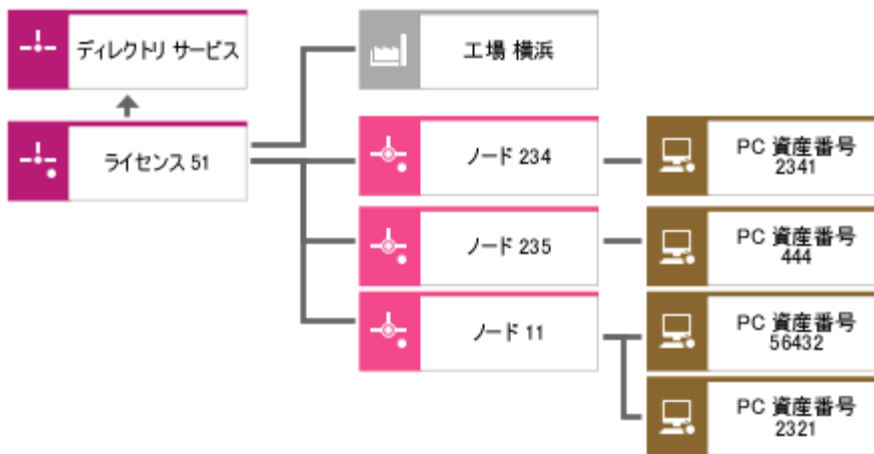 ディレクトリ サービス
工場 横浜
ライセンス 51
ノード 234
PC 資産番号
2341
ノード 235
PC 資産番号
444
ノード 11
PC 資産番号
56432
PC 資産番号
2321